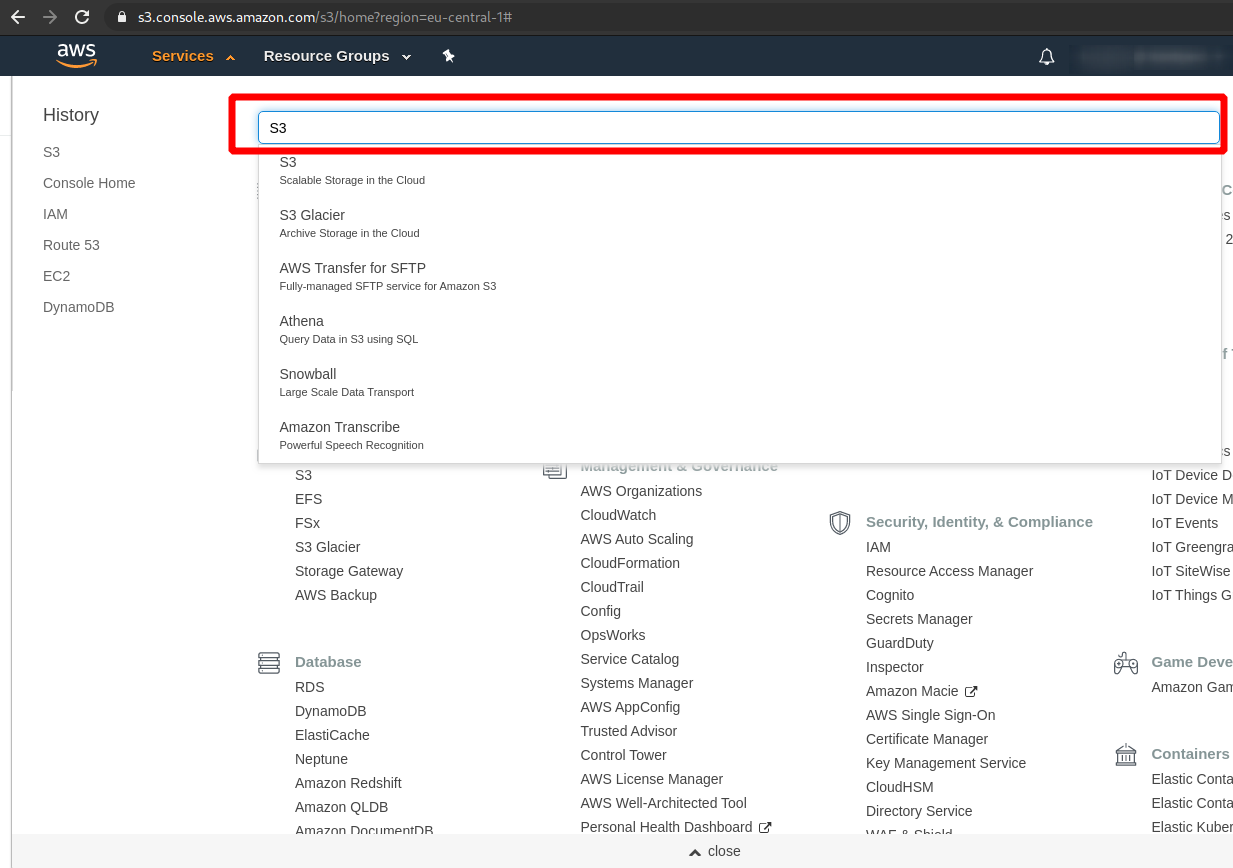 s3.console.aws.amazon.com/s3/home?region=eu-central-1#
aws
Services
Resource Groups
History
S3
Console Home
IAM
Route 53
EC2
DynamoDB
S3
S3
Scalable Storage in the Cloud
S3 Glacier
Archive Storage in the Cloud
AWS Transfer for SFTP
Fully-managed SFTP service for Amazon S3
Athena
Query Data in S3 using SQL
Snowball
Large Scale Data Transport
Amazon Transcribe
Powerful Speech Recognition
S3
EFS
FSx
S3 Glacier
Storage Gateway
AWS Backup
Database
RDS
DynamoDB
ElastiCache
Neptune
Amazon Redshift
Amazon QLDB
Amazon DocumentDB
Management & Governance
AWS Organizations
CloudWatch
AWS Auto Scaling
CloudFormation
CloudTrail
Config
OpsWorks
Service Catalog
Systems Manager
AWS AppConfig
Trusted Advisor
Control Tower
AWS License Manager
AWS Well-Architected Tool
Personal Health Dashboard
Security, Identity, & Compliance
IAM
Resource Access Manager
Cognito
Secrets Manager
GuardDuty
Inspector
Amazon Macie
AWS Single Sign-On
Certificate Manager
Key Management Service
CloudHSM
Directory Service
WAF & Shield
IoT Device D
IoT Device M
IoT Events
IoT Greengra
IoT SiteWise
IoT Things G
Game Deve
Amazon Gam
Containers
Elastic Conta
Elastic Conta
Elastic Kuber
close